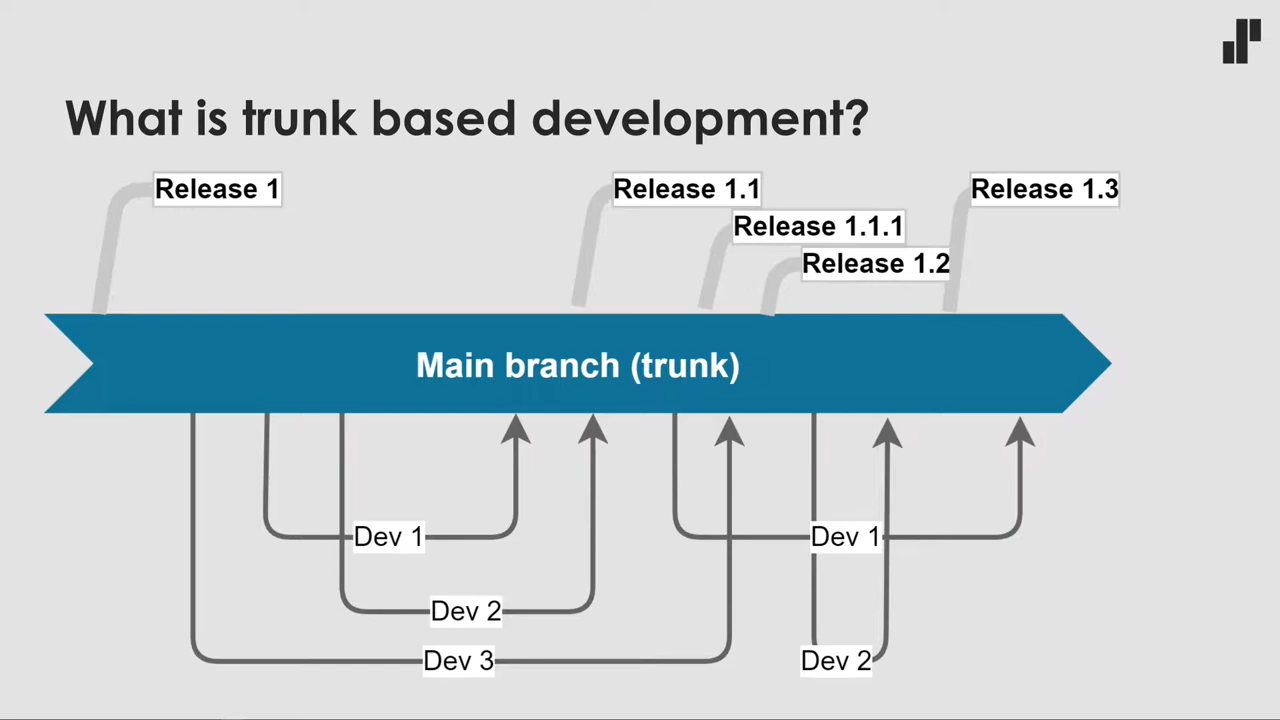 What is trunk based development?
Release 1
Release 1.1
Release 1.3
Release 1.1.1
Release 1.2
Main branch (trunk)
Dev 1
Dev 1
Dev 2
Dev 3
Dev 2